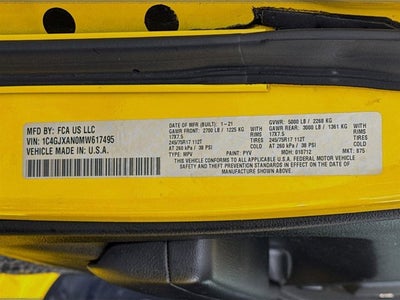 MFD BY: FCA US LLC
VIN: 1C4GJXAN0MW617495
VEHICLE MADE IN: U.S.A.
DATE OF MFR (BUILT): 1-21
GAWR FRONT: 2700 LB / 1225 KG
17X7.5
245/75R17 112T
AT 260 kPa / 38 PSI
TYPE: MPV
GVWR: 5000 LB / 2268 KG
GAWR REAR: 3000 LB / 1361 KG
RIMS 17X7.5
TIRES 245/75R17 112T
COLD AT 260 kPa / 38 PSI
PAINT: PYV
MDH: 010712
RIMS
TIRES
COLD
MKT: 875
THIS VEHICLE CONFORMS TO ALL APPLICABLE U.S.A. FEDERAL MOTOR VEHICLE
SAFETY AND THEFT PREVENTION STANDARDS IN EFFECT ON THE DATE OF
MANUFACTURE SHOWN ABOVE